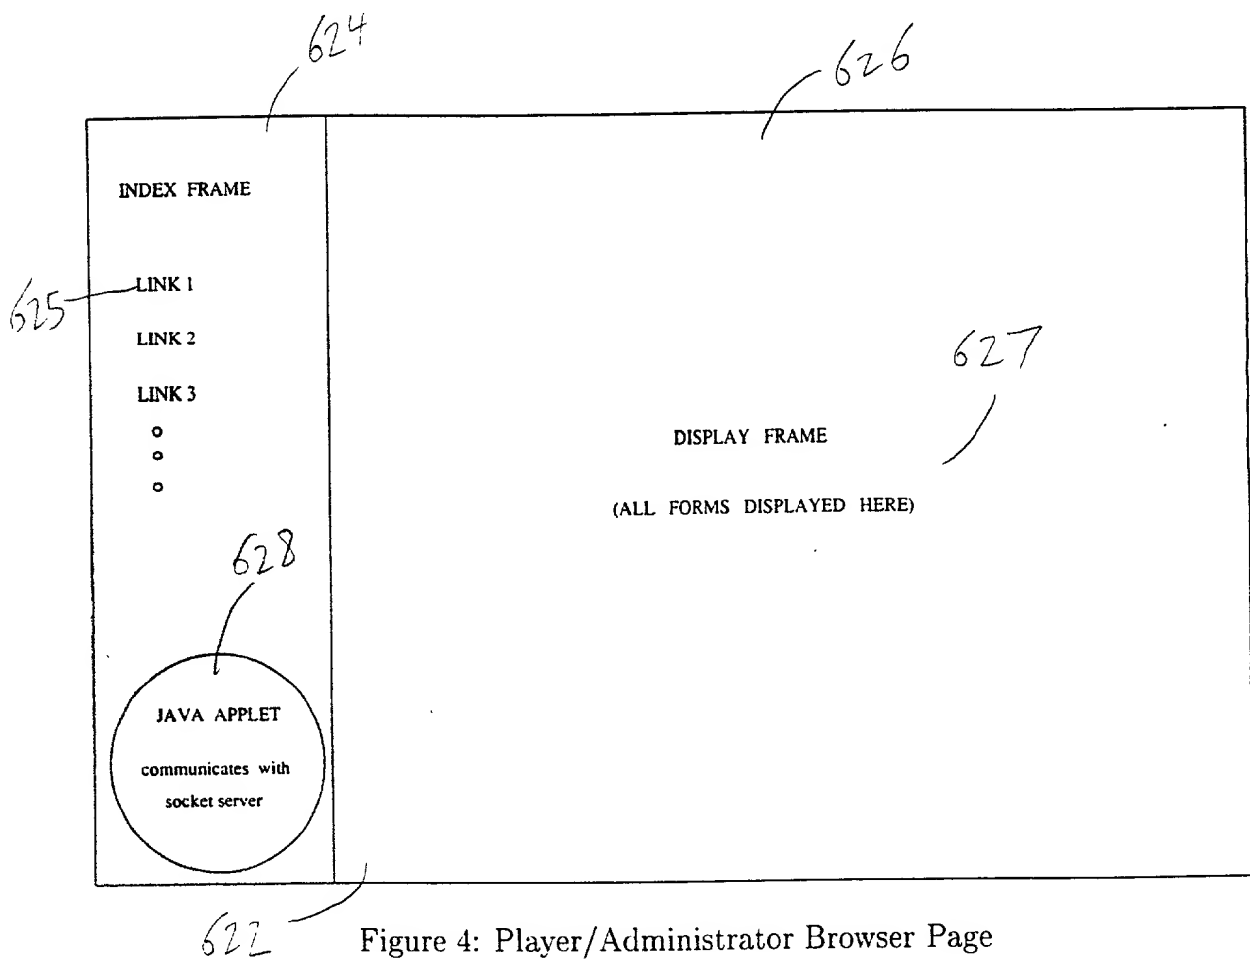 624
626
INDEX FRAME
LINK 1
625
LINK 2
627
LINK 3
DISPLAY FRAME
(ALL FORMS DISPLAYED HERE)
628
JAVA APPLET
communicates with
socket server
622
Figure 4: Player/Administrator Browser Page